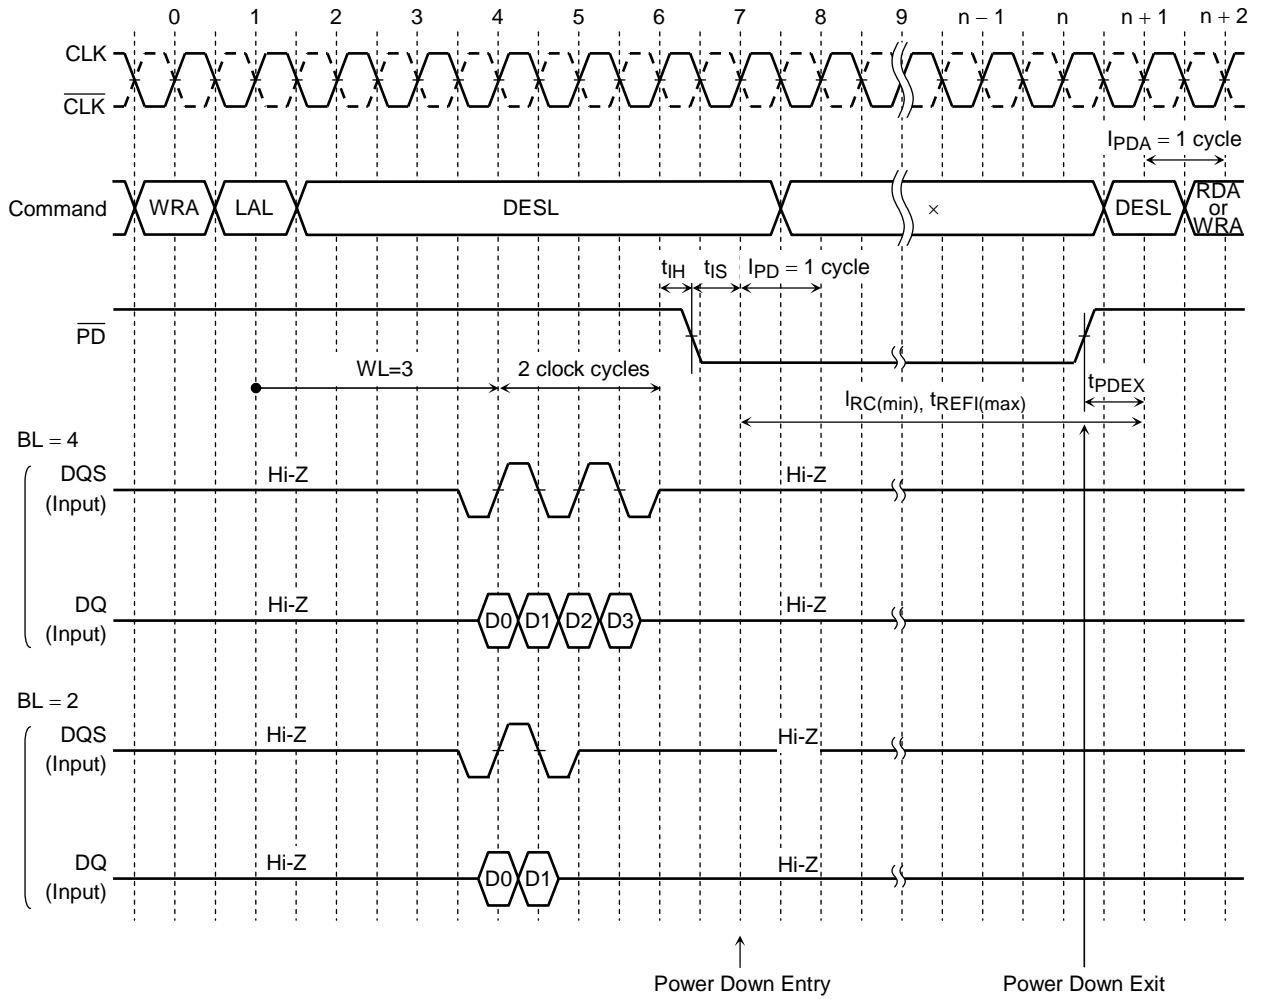 0 1 2 3 4 5 6 7 8 9 n − 1 n n + 1 n + 2
CLK
CLK
IPDA = 1 cycle
Command WRA LAL DESL × DESL RDA or WRA
tIH tIS IPD = 1 cycle
PD
WL=3 2 clock cycles
tPDEX
IRC(min), tREFI(max)
BL = 4
DQS Hi-Z Hi-Z
(Input)
DQ Hi-Z Hi-Z
(Input) D0 D1 D2 D3
BL = 2
DQS Hi-Z Hi-Z
(Input)
DQ Hi-Z Hi-Z
(Input) D0 D1
Power Down Entry Power Down Exit